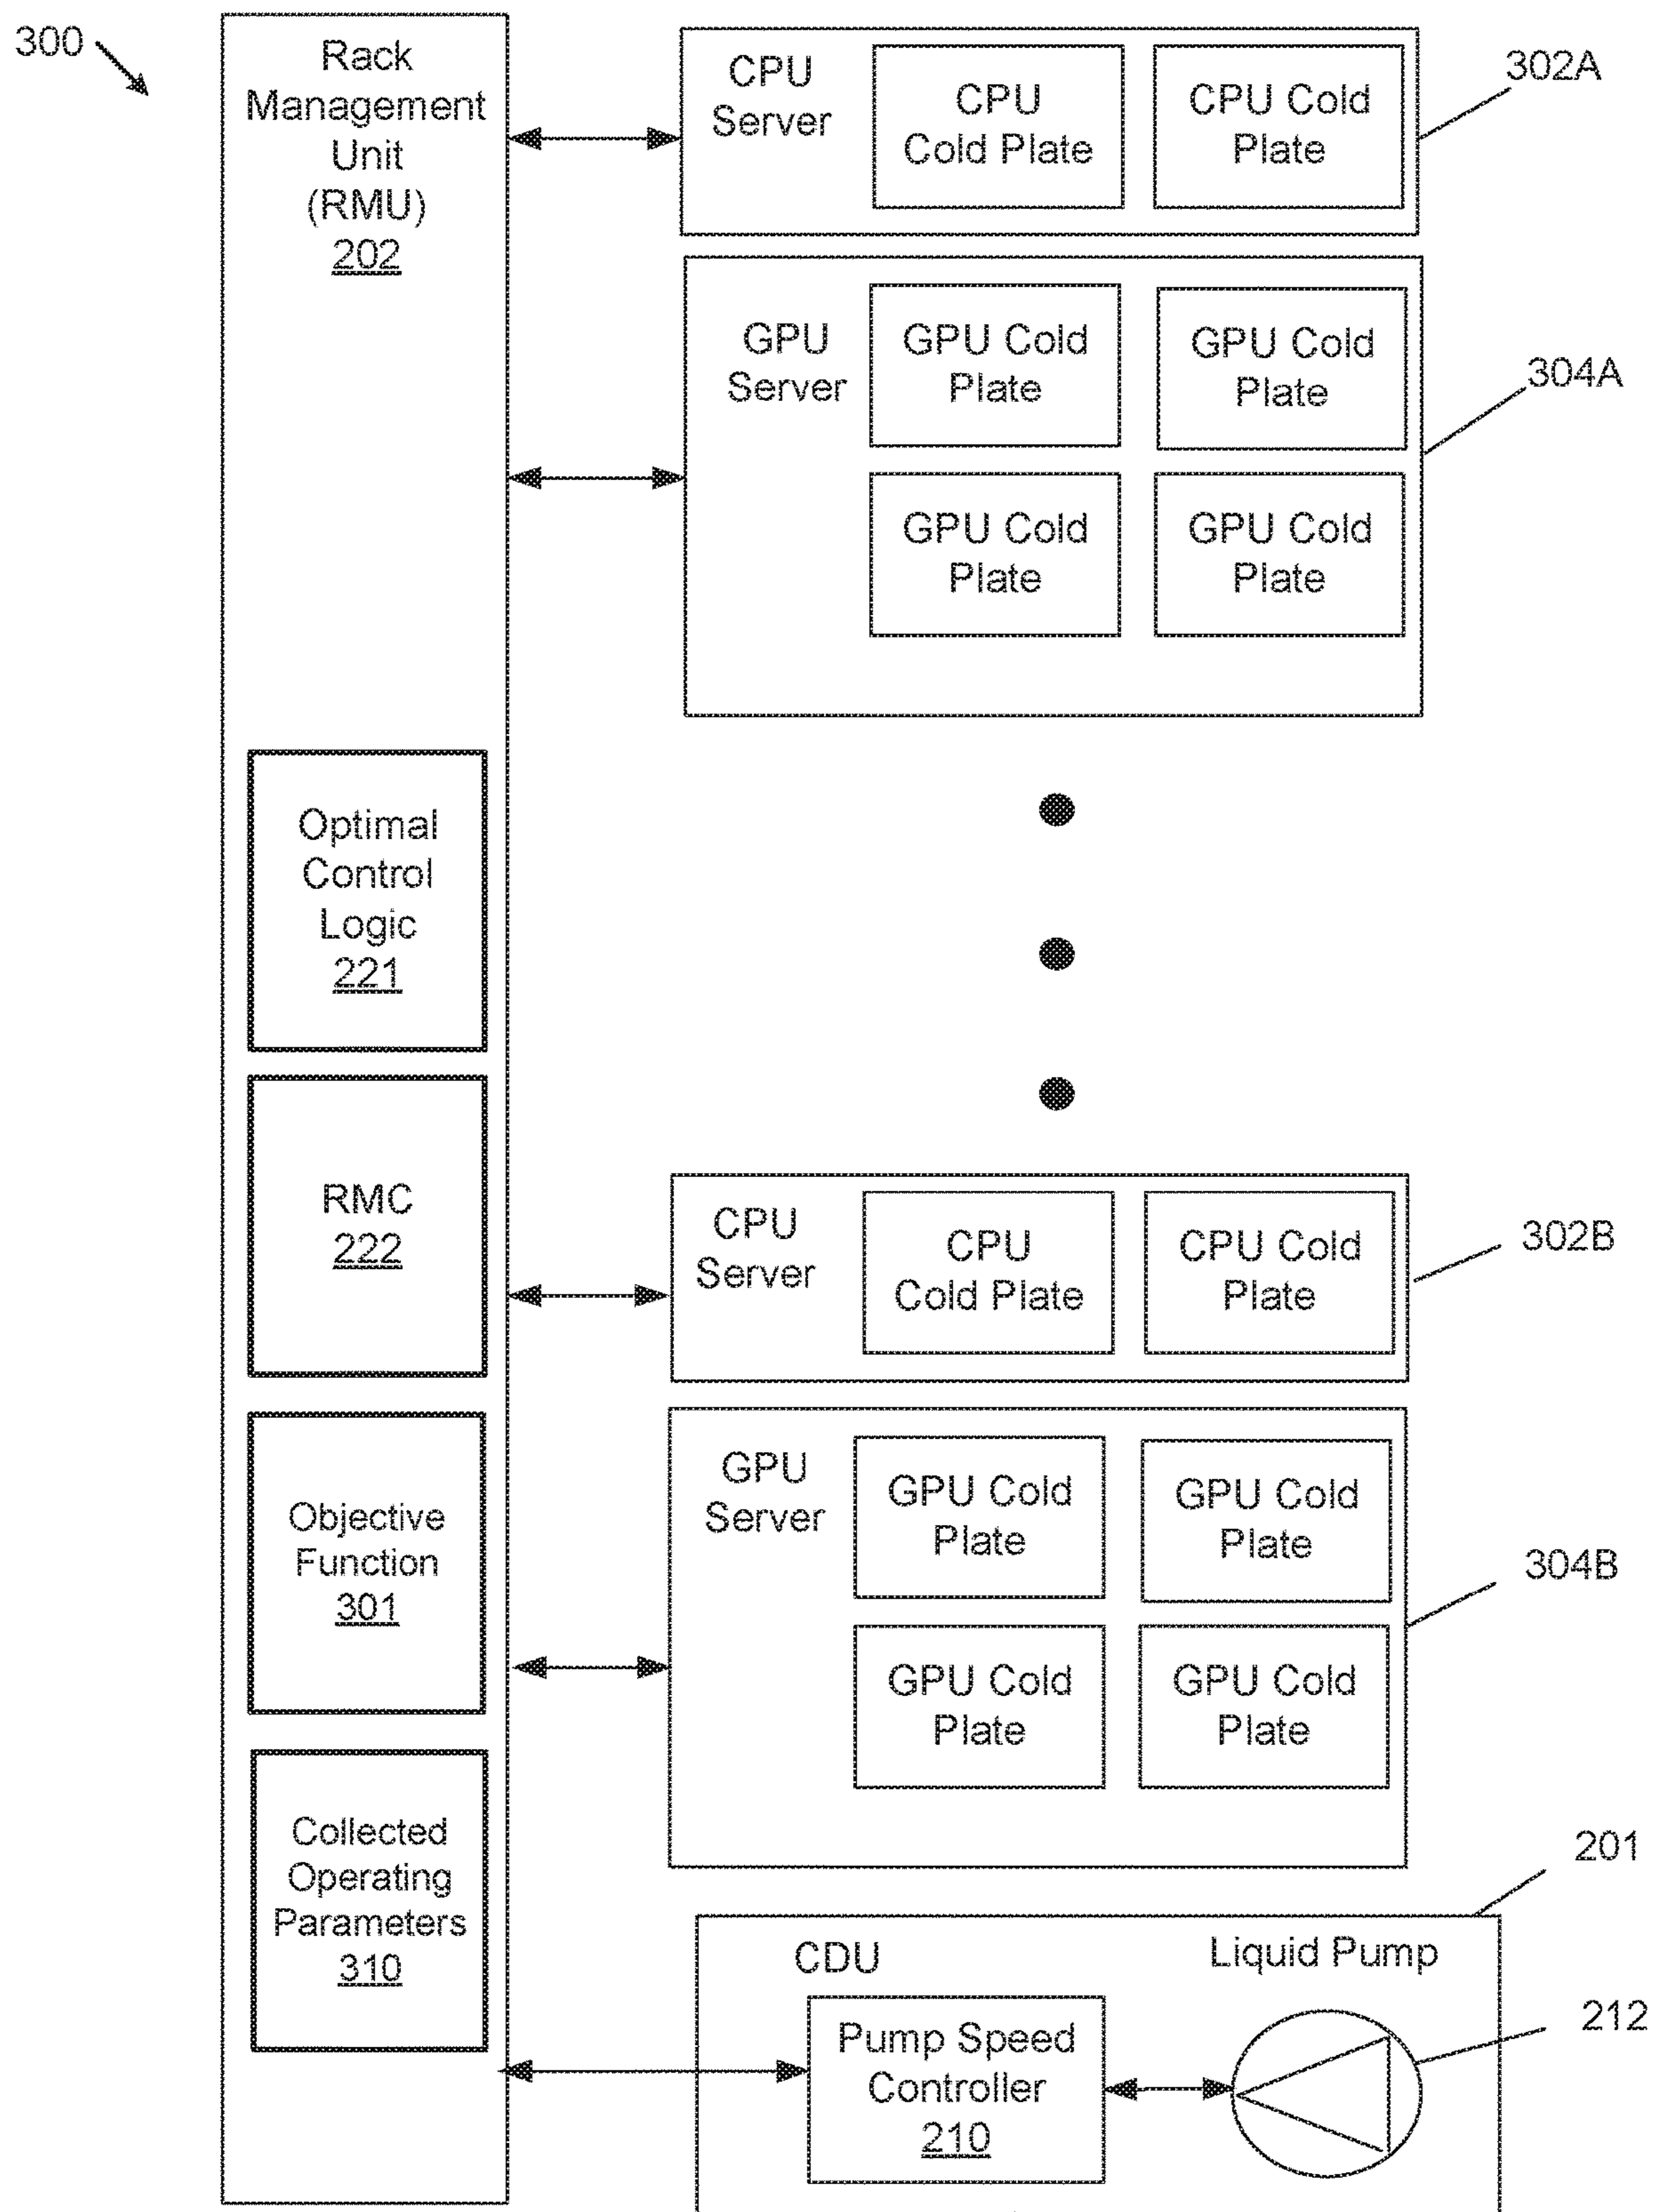 300
Rack
Management
Unit
(RMU)
202
CPU
Server
CPU
Cold Plate
CPU Cold
Plate
302A
GPU
Server
GPU Cold
Plate
GPU Cold
Plate
GPU Cold
Plate
GPU Cold
Plate
304A
Optimal
Control
Logic
221
RMC
222
CPU
Server
CPU
Cold Plate
CPU Cold
Plate
302B
Objective
Function
301
GPU
Server
GPU Cold
Plate
GPU Cold
Plate
GPU Cold
Plate
GPU Cold
Plate
304B
Collected
Operating
Parameters
310
201
CDU
Liquid Pump
Pump Speed
Controller
210
212